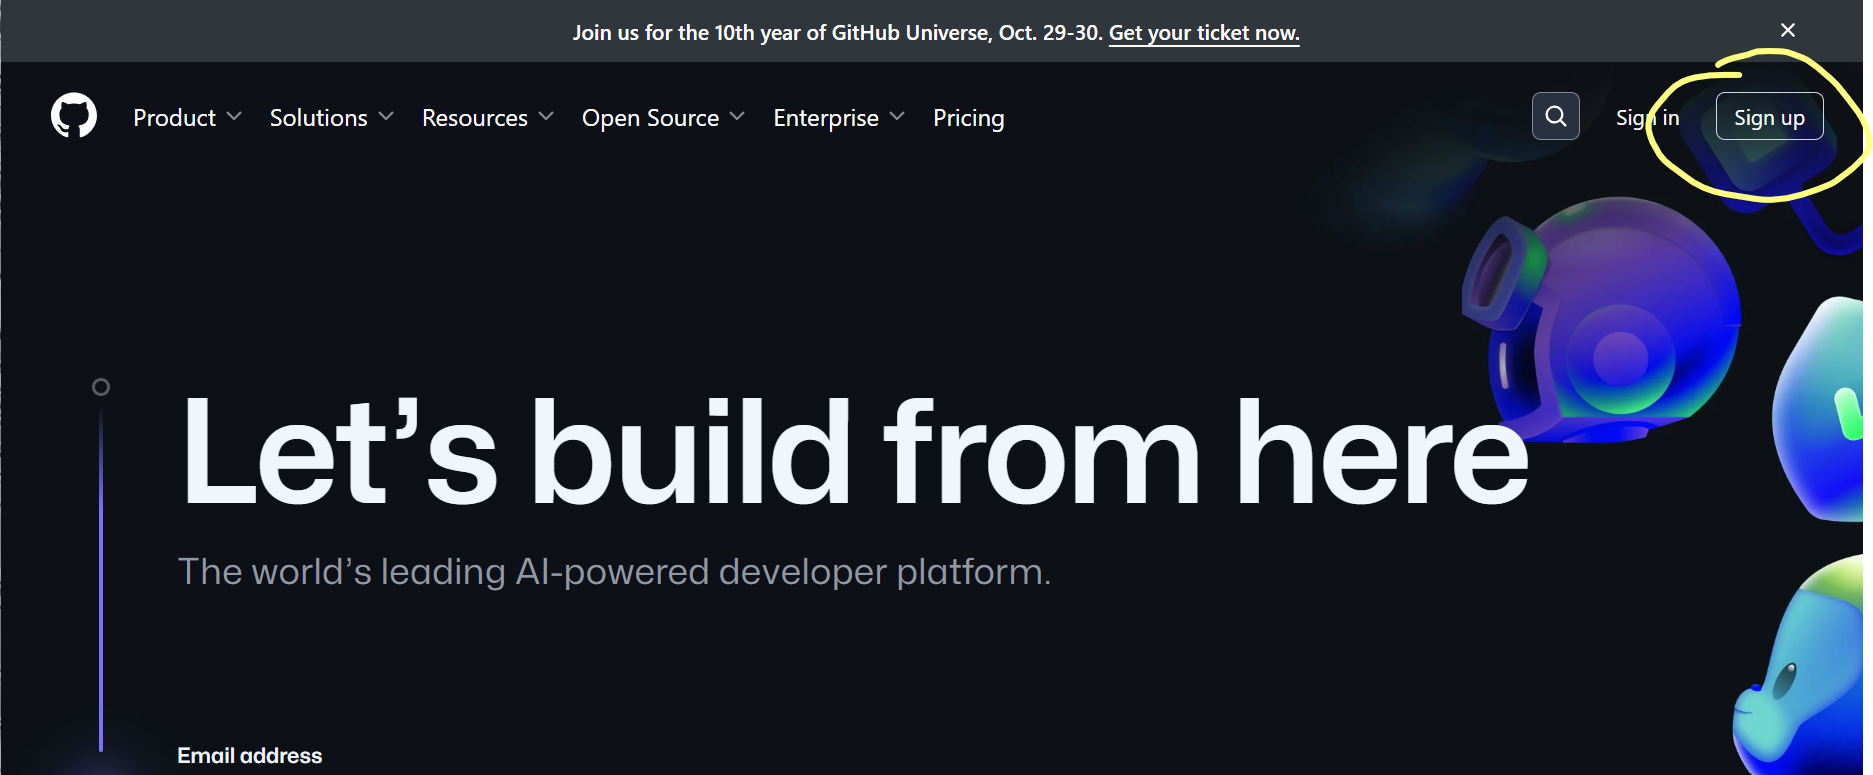 Join us for the 10th year of GitHub Universe, Oct. 29-30. Get your ticket now.
Product Solutions Resources Open Source Enterprise Pricing Sign in Sign up
Let’s build from here
The world’s leading AI-powered developer platform.
Email address